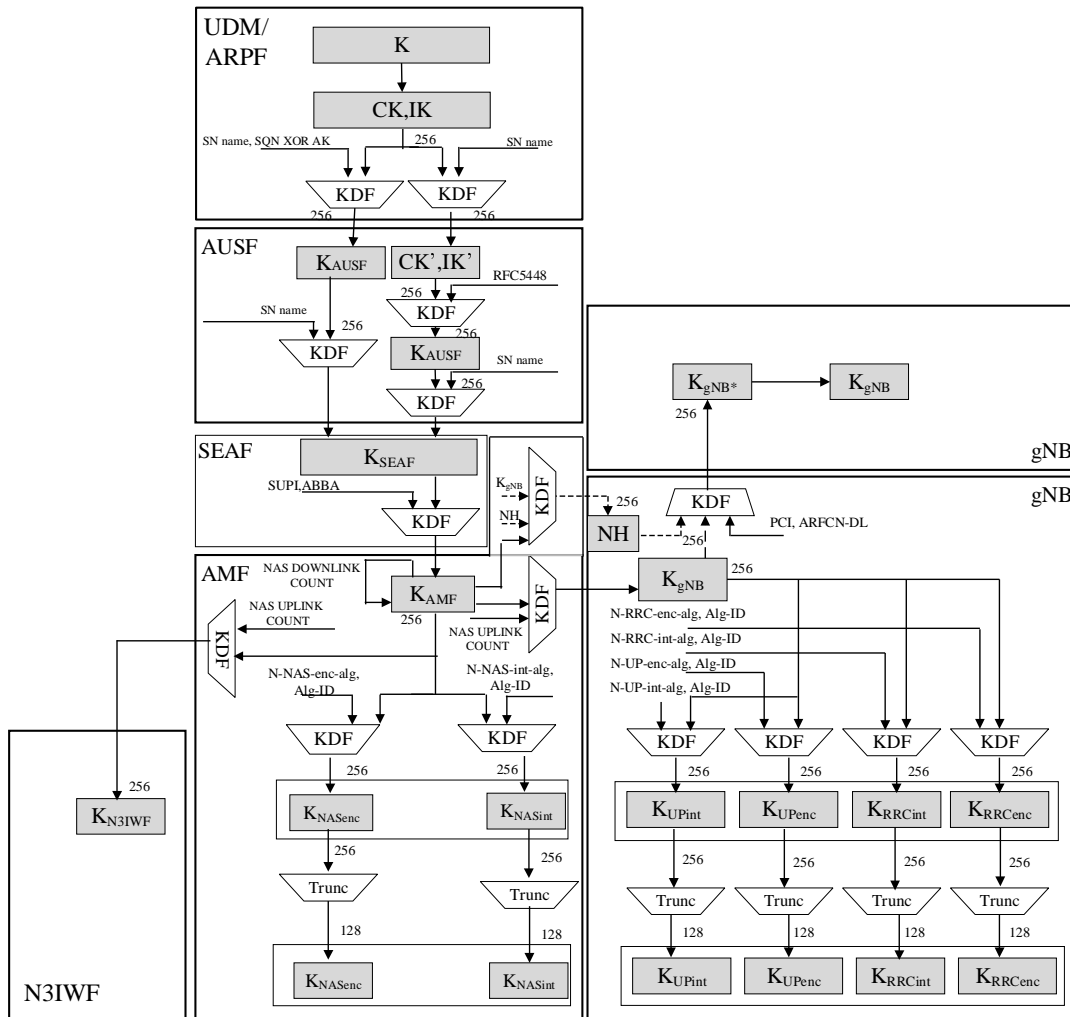 UDM/
ARPF
K
CK,IK
256
SN name, SQN XOR AK
SN name
KDF
KDF
256
256
AUSF
KAUSF
CK’,IK’
RFC5448
256
KDF
SN name
256
256
KDF
KAUSF
SN name
256
KDF
SEAF
KSEAF
SUPI,ABBA
KDF
KgNB
NH
KDF
256
NH
KgNB*
KgNB
256
gNB
gNB
KDF
PCI, ARFCN-DL
256
KgNB
256
AMF
NAS DOWNLINK
COUNT
KAMF
256
KDF
NAS UPLINK
COUNT
NAS UPLINK
COUNT
KDF
N-NAS-enc-alg,
Alg-ID
N-NAS-int-alg,
Alg-ID
KDF
KDF
256
256
KNASenc
KNASint
256
256
Trunc
Trunc
128
128
KNASenc
KNASint
256
KN3IWF
N3IWF
N-RRC-enc-alg, Alg-ID
N-RRC-int-alg, Alg-ID
N-UP-enc-alg, Alg-ID
N-UP-int-alg, Alg-ID
KDF
KDF
KDF
KDF
256
256
256
256
KUPint
KUPenc
KRRCint
KRRCenc
256
256
256
256
Trunc
Trunc
Trunc
Trunc
128
128
128
128
KUPint
KUPenc
KRRCint
KRRCenc